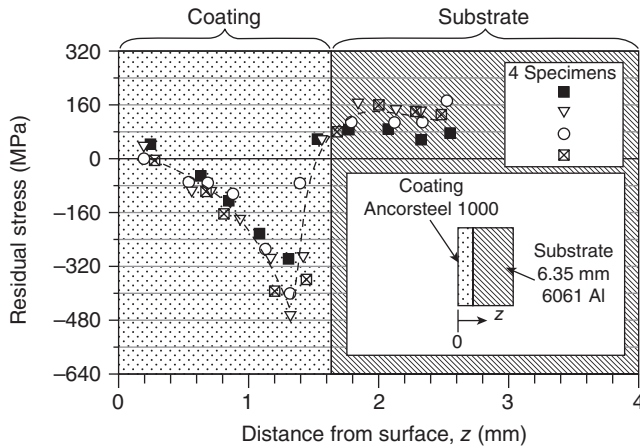 Coating
Substrate
320
160
0
−160
−320
−480
−640
Residual stress (MPa)
4 Specimens
Coating
Ancorsteel 1000
Substrate
6.35 mm
6061 Al
z
0
0
1
2
3
4
Distance from surface, z (mm)